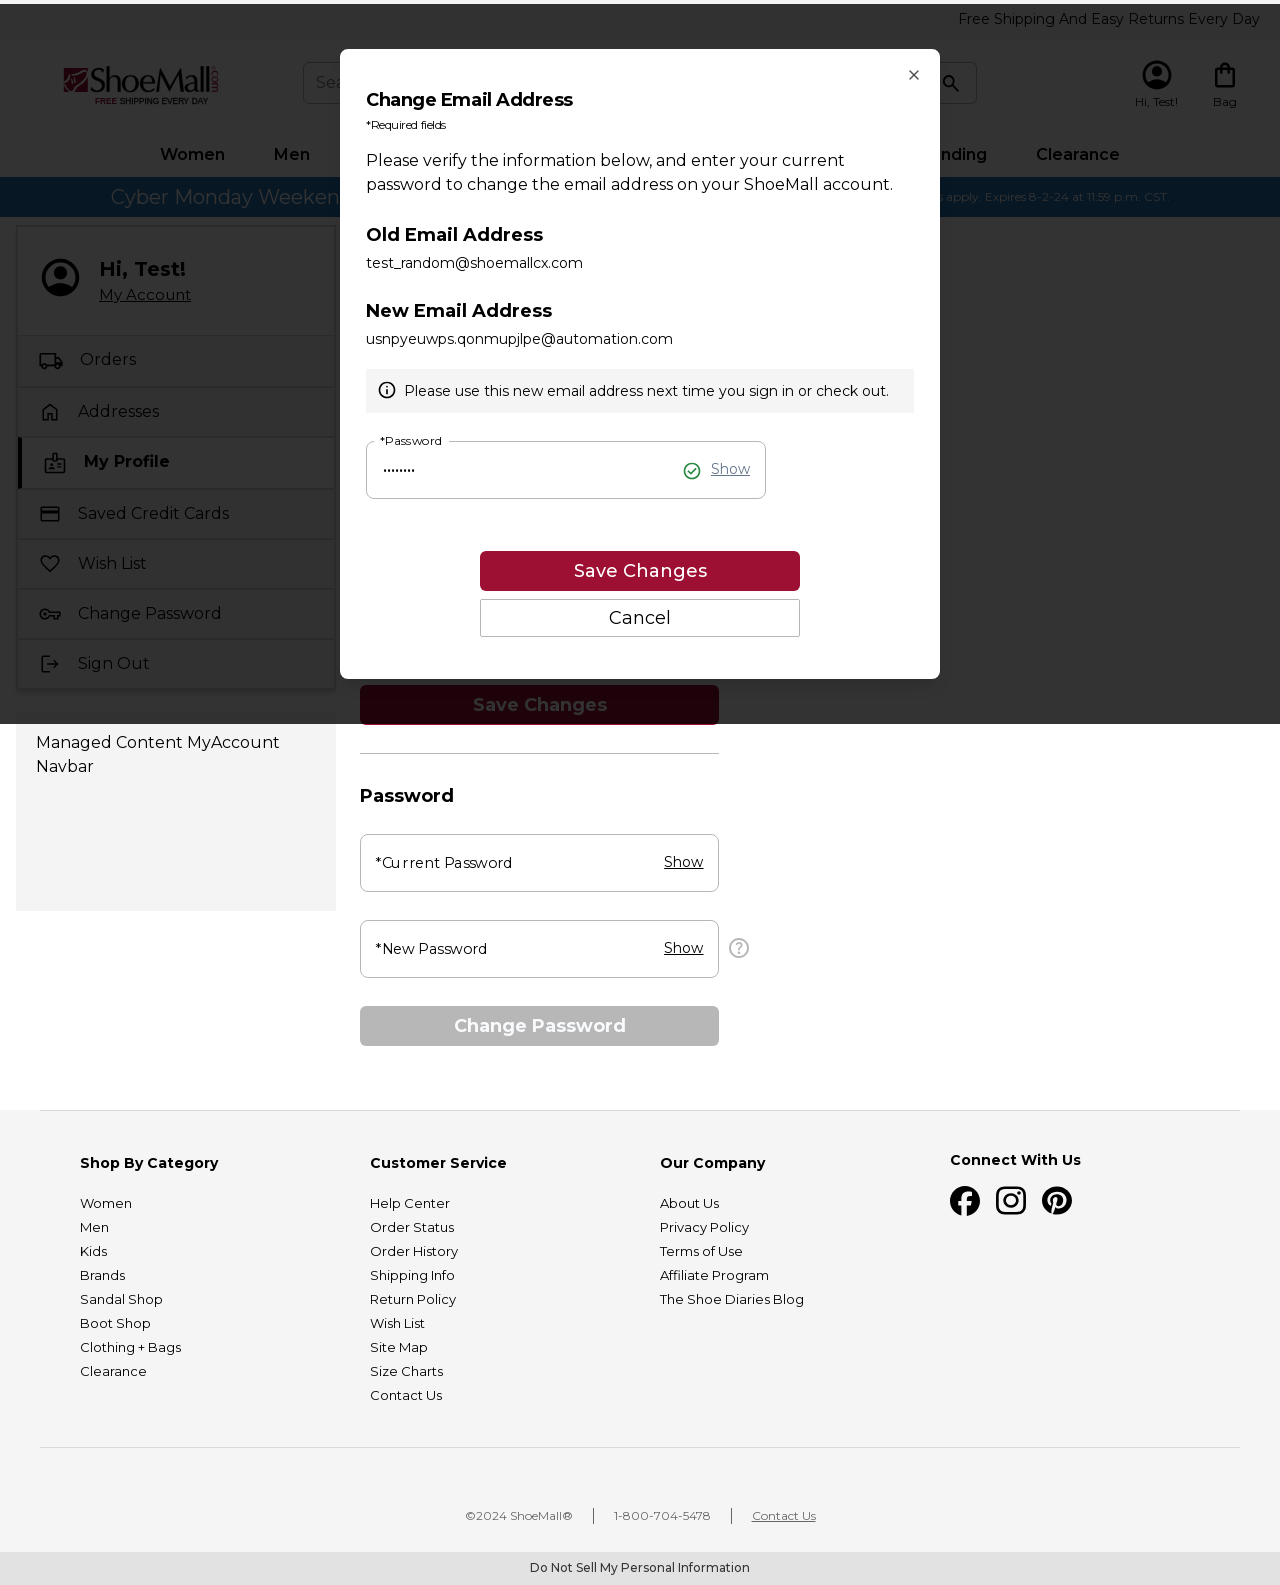 Free Shipping And Easy Returns Every Day
ShoeMall.com
FREE SHIPPING EVERY DAY
Sea
Hi, Test!
Bag
Women
Men
nding
Clearance
Cyber Monday Weeken
s apply. Expires 8-2-24 at 11:59 p.m. CST.
×
Change Email Address
*Required fields
Please verify the information below, and enter your current
password to change the email address on your ShoeMall account.
Old Email Address
test_random@shoemallcx.com
New Email Address
usnpyeuwps.qonmupjlpe@automation.com
Please use this new email address next time you sign in or check out.
*Password
••••••••
Show
Save Changes
Cancel
Hi, Test!
My Account
Orders
Addresses
My Profile
Saved Credit Cards
Wish List
Change Password
Sign Out
Managed Content MyAccount
Navbar
Save Changes
Password
*Current Password
Show
*New Password
Show
Change Password
Shop By Category
Women
Men
Kids
Brands
Sandal Shop
Boot Shop
Clothing + Bags
Clearance
Customer Service
Help Center
Order Status
Order History
Shipping Info
Return Policy
Wish List
Site Map
Size Charts
Contact Us
Our Company
About Us
Privacy Policy
Terms of Use
Affiliate Program
The Shoe Diaries Blog
Connect With Us
©2024 ShoeMall®
1-800-704-5478
Contact Us
Do Not Sell My Personal Information